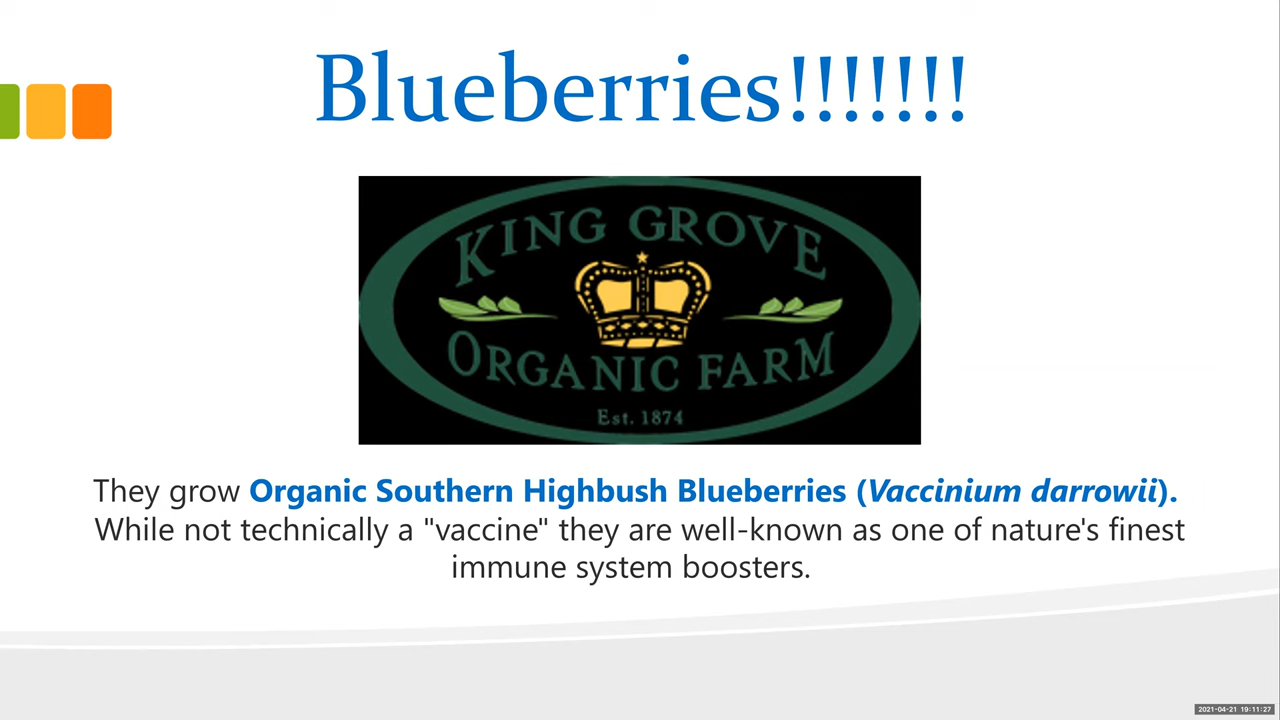 Blueberries!!!!!!!
KING GROVE
ORGANIC FARM
Est. 1874
They grow Organic Southern Highbush Blueberries (Vaccinium darrowii).
While not technically a "vaccine" they are well-known as one of nature's finest
immune system boosters.
2021-04-21 19:11:27